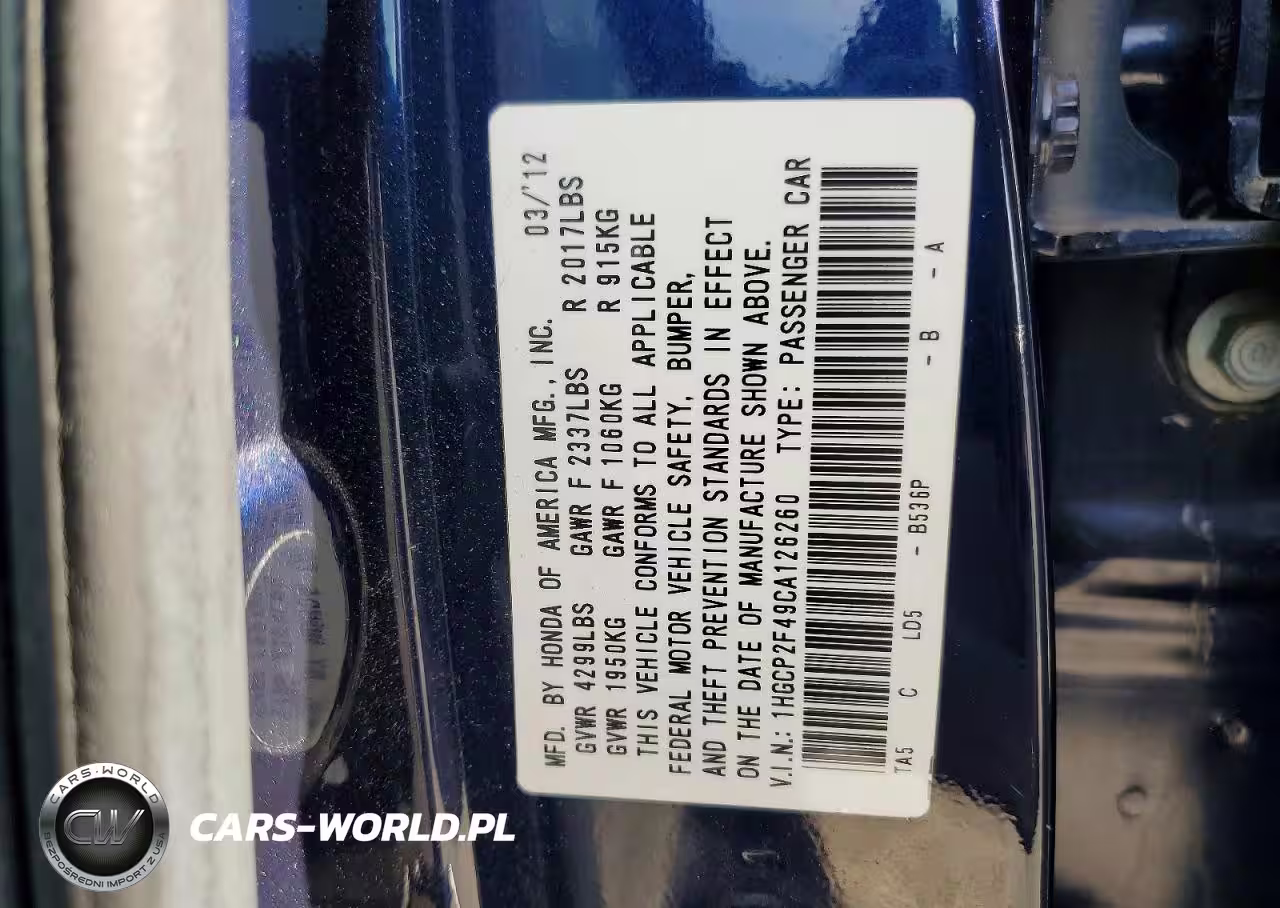 MFD. BY HONDA OF AMERICA MFG., INC. 03/'12
GVWR 4299LBS GAWR F 2337LBS R 2017LBS
GVWR 1950KG GAWR F 1060KG R 915KG
THIS VEHICLE CONFORMS TO ALL APPLICABLE
FEDERAL MOTOR VEHICLE SAFETY, BUMPER,
AND THEFT PREVENTION STANDARDS IN EFFECT
ON THE DATE OF MANUFACTURE SHOWN ABOVE.
V.I.N.: 1HGCP2F49CA126260 TYPE: PASSENGER CAR
TA5 C LD5 - B536P - B - A
CARS-WORLD
CW
BEZPOŚREDNI IMPORT Z USA
CARS-WORLD.PL